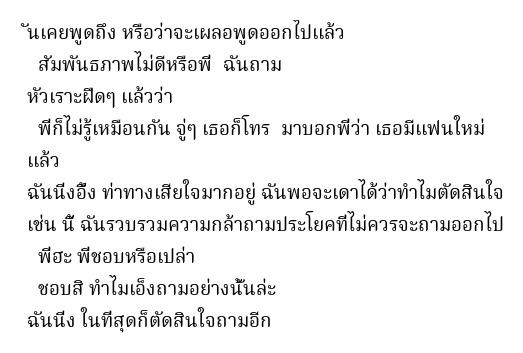 ันเคยพูดถึง หรือว่าจะเผลอพูดออกไปแล้ว
สัมพันธภาพไม่ดีหรือพี่ ฉันถาม
หัวเราะฝืดๆ แล้วว่า
พี่ก็ไม่รู้เหมือนกัน จู่ๆ เธอก็โทร มาบอกพี่ว่า เธอมีแฟนใหม่
แล้ว
ฉันนึ่งอึ้ง ท่าทางเสียใจมากอยู่ ฉันพอจะเดาได้ว่าทำไมตัดสินใจ
เช่น นี้ ฉันรวบรวมความกล้าถามประโยคที่ไม่ควรจะถามออกไป
พี่ฮะ พี่ชอบหรือเปล่า
ชอบสิ ทำไมเอ็งถามอย่างนั้นล่ะ
ฉันนึ่ง ในที่สุดก็ตัดสินใจถามอีก